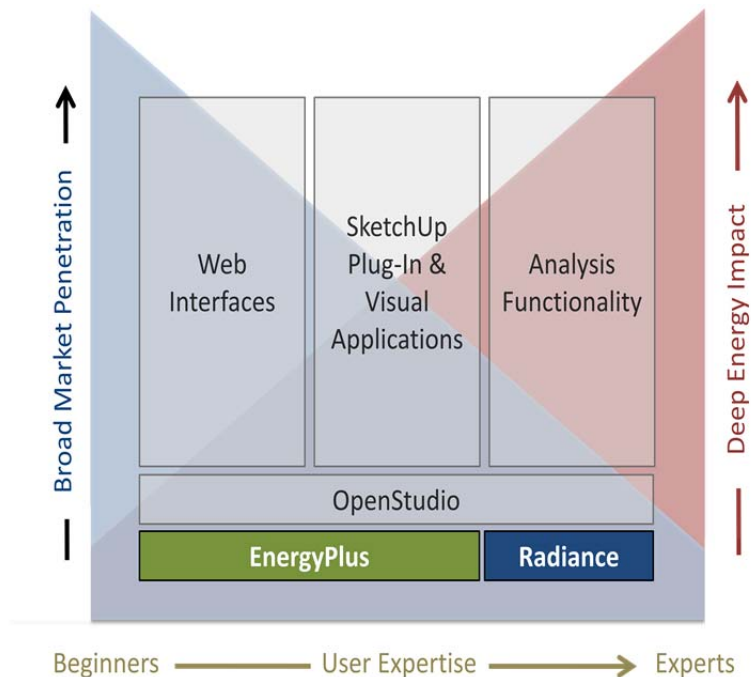 Broad Market Penetration
Web
Interfaces
SketchUp
Plug-In &
Visual
Applications
Analysis
Functionality
Deep Energy Impact
OpenStudio
EnergyPlus
Radiance
Beginners
User Expertise
Experts